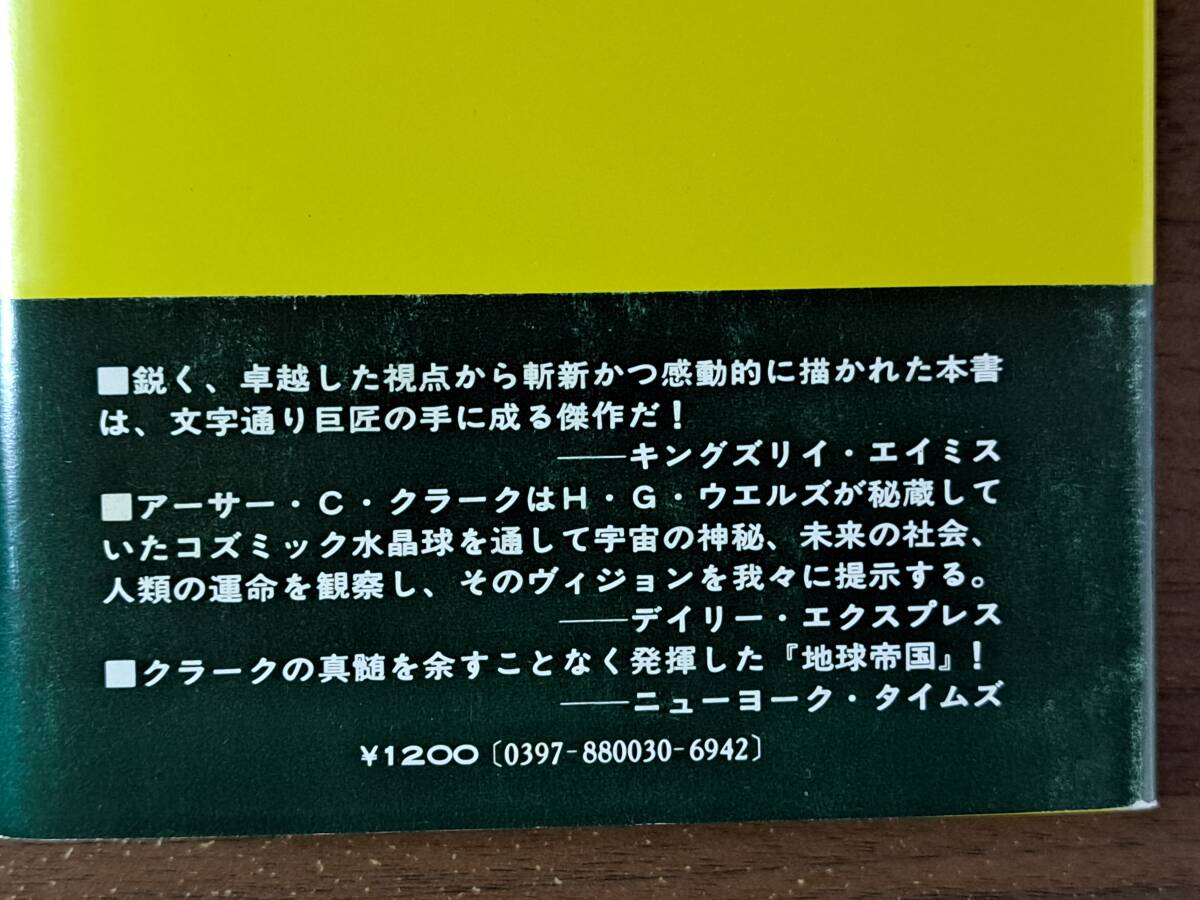 ■鋭く、卓越した視点から斬新かつ感動的に描かれた本書
は、文字通り巨匠の手に成る傑作だ！
――キングズリイ・エイミス
■アーサー・C・クラークはH・G・ウエルズが秘蔵して
いたコズミック水晶球を通して宇宙の神秘、未来の社会、
人類の運命を観察し、そのヴィジョンを我々に提示する。
――デイリー・エクスプレス
■クラークの真髄を余すことなく発揮した『地球帝国』！
――ニューヨーク・タイムズ
¥1200〔0397-880030-6942〕